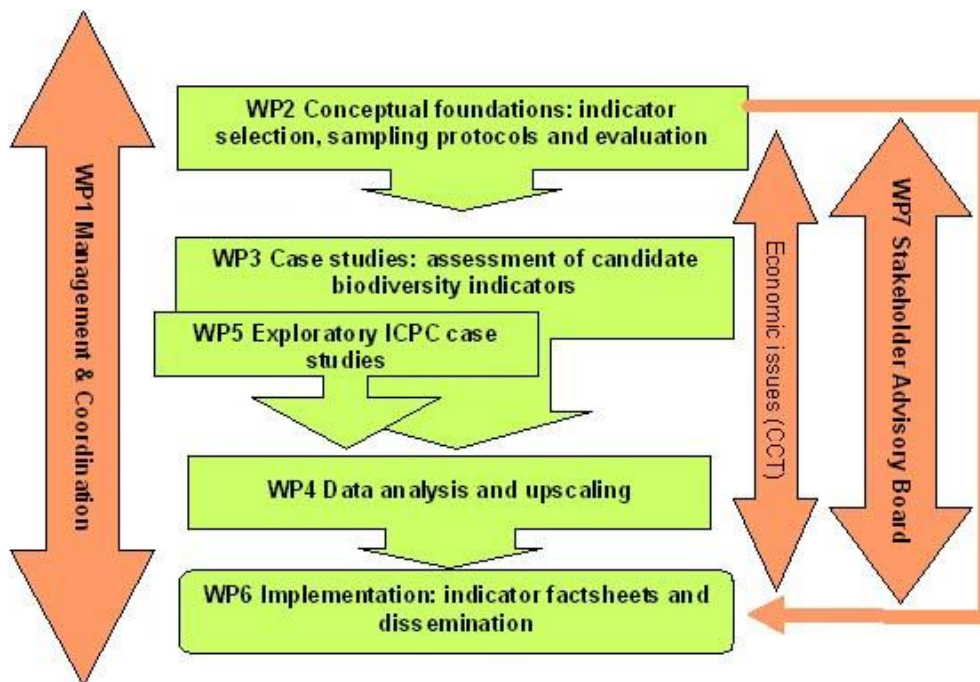 WP1 Management & Coordination
WP2 Conceptual foundations: indicator
selection, sampling protocols and evaluation
WP3 Case studies: assessment of candidate
biodiversity indicators
WP5 Exploratory ICPC case
studies
WP4 Data analysis and upscaling
WP6 Implementation: indicator factsheets and
dissemination
Economic issues (CCT)
WP7 Stakeholder Advisory Board